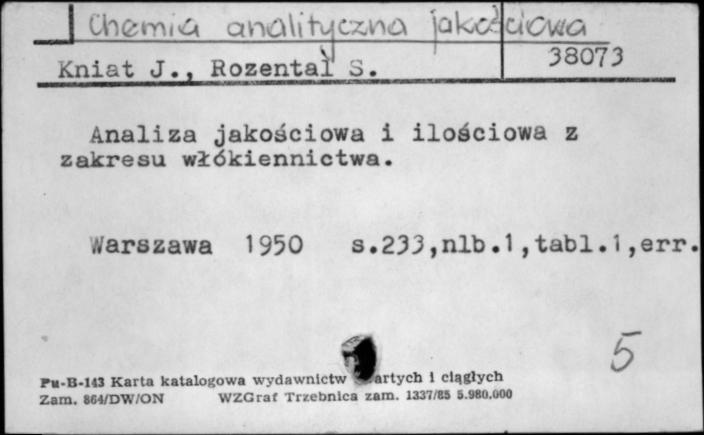 Chemia analityczna jakościowa
Kniat J., Rozental S.
38073
Analiza jakościowa i ilościowa z
zakresu włókiennictwa.
Warszawa 1950 s.233,nlb.1,tabl.1,err.
5
Pu-B-143 Karta katalogowa wydawnictw artych i ciągłych
Zam. 864/DW/ON WZGraf Trzebnica zam. 1337/85 5.980.000